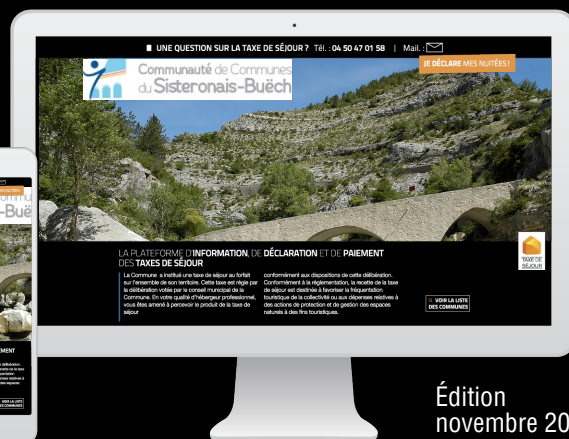 UNE QUESTION SUR LA TAXE DE SÉJOUR ? Tél. : 04 50 47 01 58 | Mail. :
JE DÉCLARE MES NUITÉES !
Communauté de Communes
du Sisteronais-Buëch
LA PLATEFORME D'INFORMATION, DE DÉCLARATION ET DE PAIEMENT
DES TAXES DE SÉJOUR
La Commune a institué une taxe de séjour au forfait
sur l'ensemble de son territoire. Cette taxe est régie par
la délibération votée par le conseil municipal de la
Commune. En votre qualité d'hébergeur professionnel,
vous êtes amené à percevoir le produit de la taxe de
séjour
conformément aux dispositions de cette délibération.
Conformément à la réglementation, la recette de la taxe
de séjour est destinée à favoriser la fréquentation
touristique de la collectivité ou aux dépenses relatives à
des actions de protection et de gestion des espaces
naturels à des fins touristiques.
TAXE DE
SÉJOUR
VOIR LA LISTE
DES COMMUNES
-Buë
VOIR LA LISTE
DES COMMUNES
Édition
novembre 20